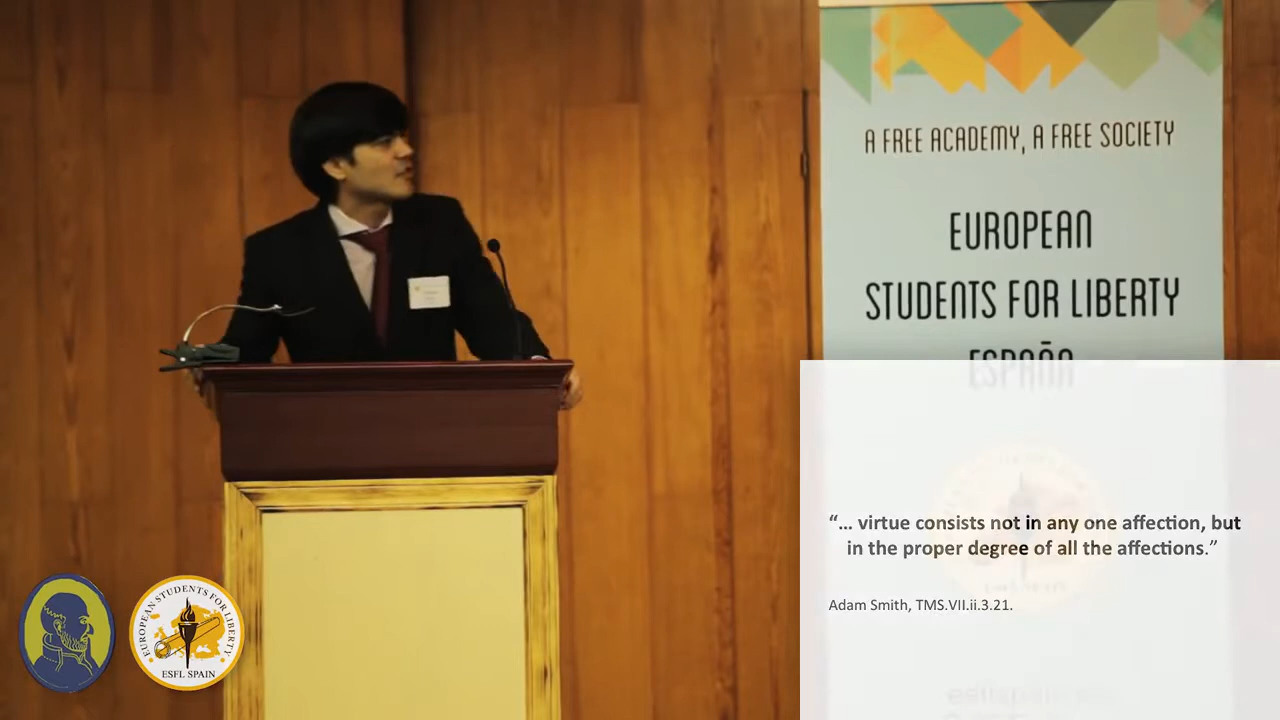 A FREE ACADEMY, A FREE SOCIETY
EUROPEAN
STUDENTS FOR LIBERTY
ESPAÑA
“… virtue consists not in any one affection, but
in the proper degree of all the affections.”
Adam Smith, TMS.VII.ii.3.21.
EUROPEAN STUDENTS FOR LIBERTY
ESFL SPAIN